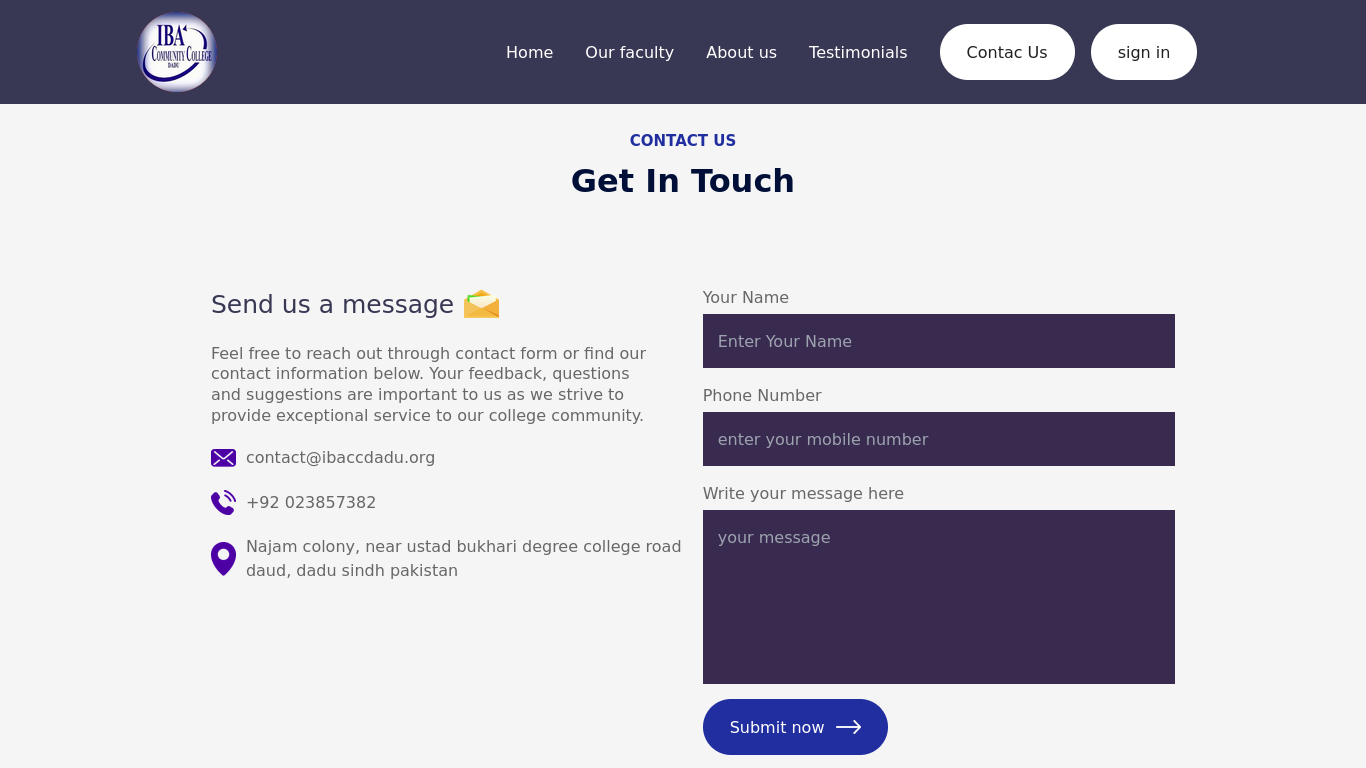 IBA
COMMUNITY COLLEGE
DADU
Home
Our faculty
About us
Testimonials
Contac Us
sign in
CONTACT US
Get In Touch
Send us a message
Feel free to reach out through contact form or find our
contact information below. Your feedback, questions
and suggestions are important to us as we strive to
provide exceptional service to our college community.
contact@ibaccdadu.org
+92 023857382
Najam colony, near ustad bukhari degree college road
daud, dadu sindh pakistan
Your Name
Enter Your Name
Phone Number
enter your mobile number
Write your message here
your message
Submit now